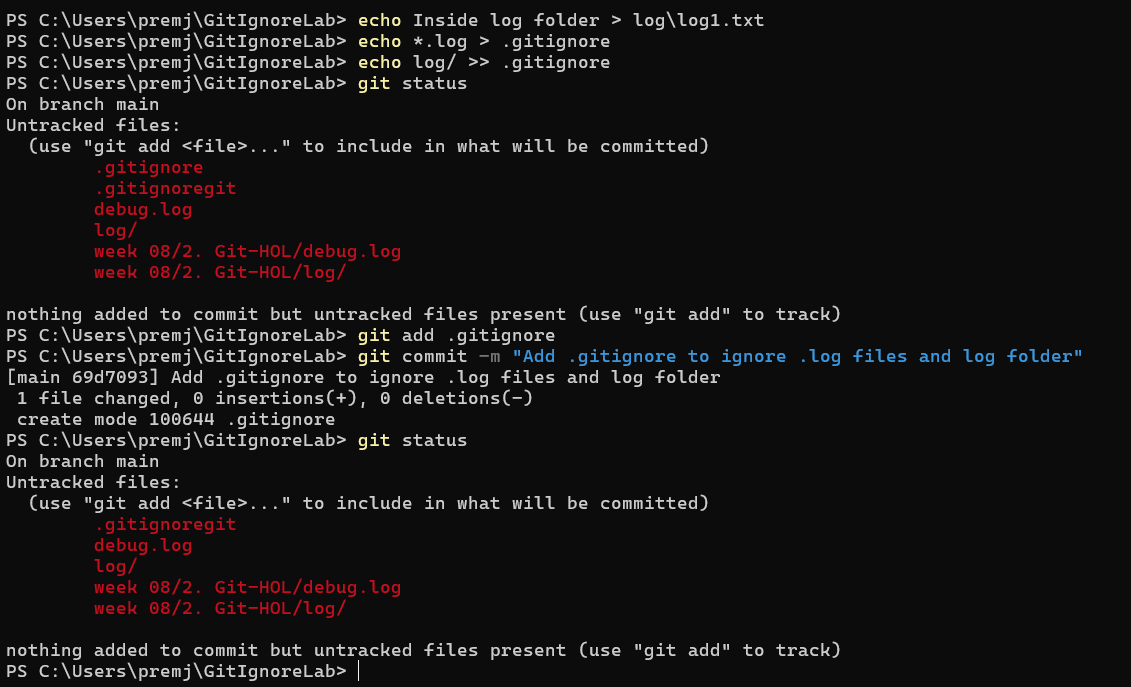 PS C:\Users\premj\GitIgnoreLab> echo Inside log folder > log\log1.txt
PS C:\Users\premj\GitIgnoreLab> echo *.log > .gitignore
PS C:\Users\premj\GitIgnoreLab> echo log/ >> .gitignore
PS C:\Users\premj\GitIgnoreLab> git status
On branch main
Untracked files:
  (use "git add <file>..." to include in what will be committed)
        .gitignore
        .gitignoregit
        debug.log
        log/
        week 08/2. Git-HOL/debug.log
        week 08/2. Git-HOL/log/

nothing added to commit but untracked files present (use "git add" to track)
PS C:\Users\premj\GitIgnoreLab> git add .gitignore
PS C:\Users\premj\GitIgnoreLab> git commit -m "Add .gitignore to ignore .log files and log folder"
[main 69d7093] Add .gitignore to ignore .log files and log folder
 1 file changed, 0 insertions(+), 0 deletions(-)
 create mode 100644 .gitignore
PS C:\Users\premj\GitIgnoreLab> git status
On branch main
Untracked files:
  (use "git add <file>..." to include in what will be committed)
        .gitignoregit
        debug.log
        log/
        week 08/2. Git-HOL/debug.log
        week 08/2. Git-HOL/log/

nothing added to commit but untracked files present (use "git add" to track)
PS C:\Users\premj\GitIgnoreLab>